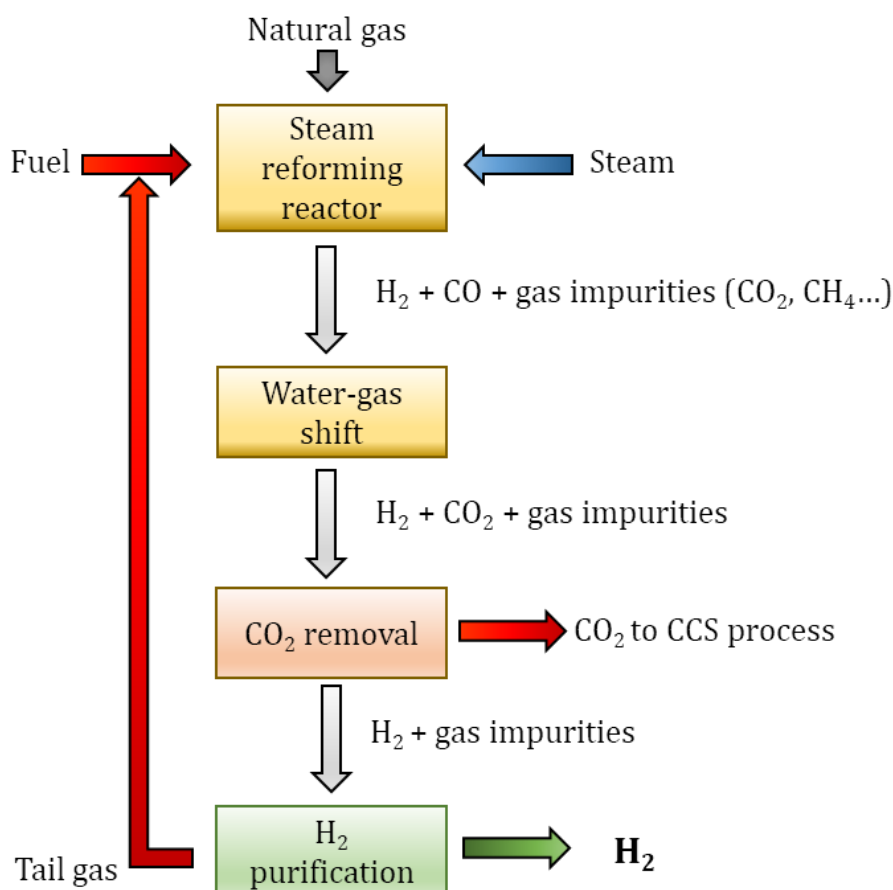 Natural gas
Steam
reforming
reactor
Fuel
Steam
H₂ + CO + gas impurities (CO₂, CH₄...)
Water-gas
shift
H₂ + CO₂ + gas impurities
CO₂ removal
CO₂ to CCS process
H₂ + gas impurities
H₂
purification
H₂
Tail gas